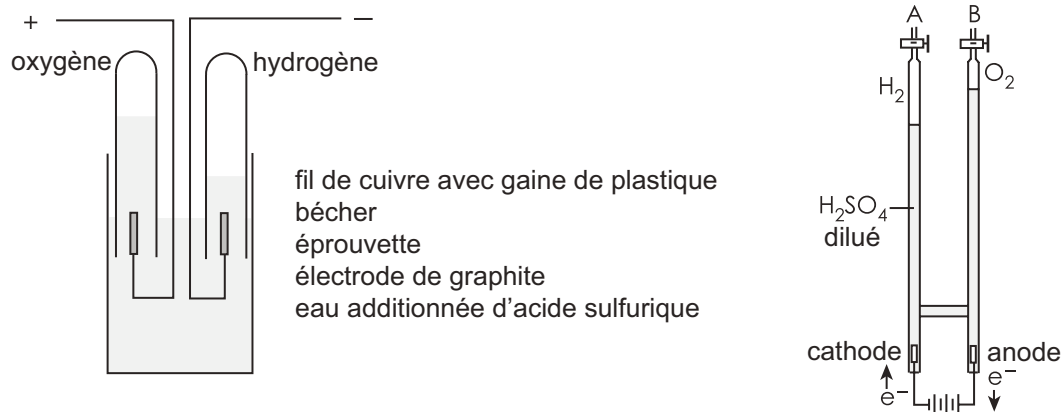 +
−
oxygène
hydrogène
fil de cuivre avec gaine de plastique
bécher
éprouvette
électrode de graphite
eau additionnée d'acide sulfurique
A B
H₂
O₂
H₂SO₄
dilué
cathode
anode
e⁻
e⁻